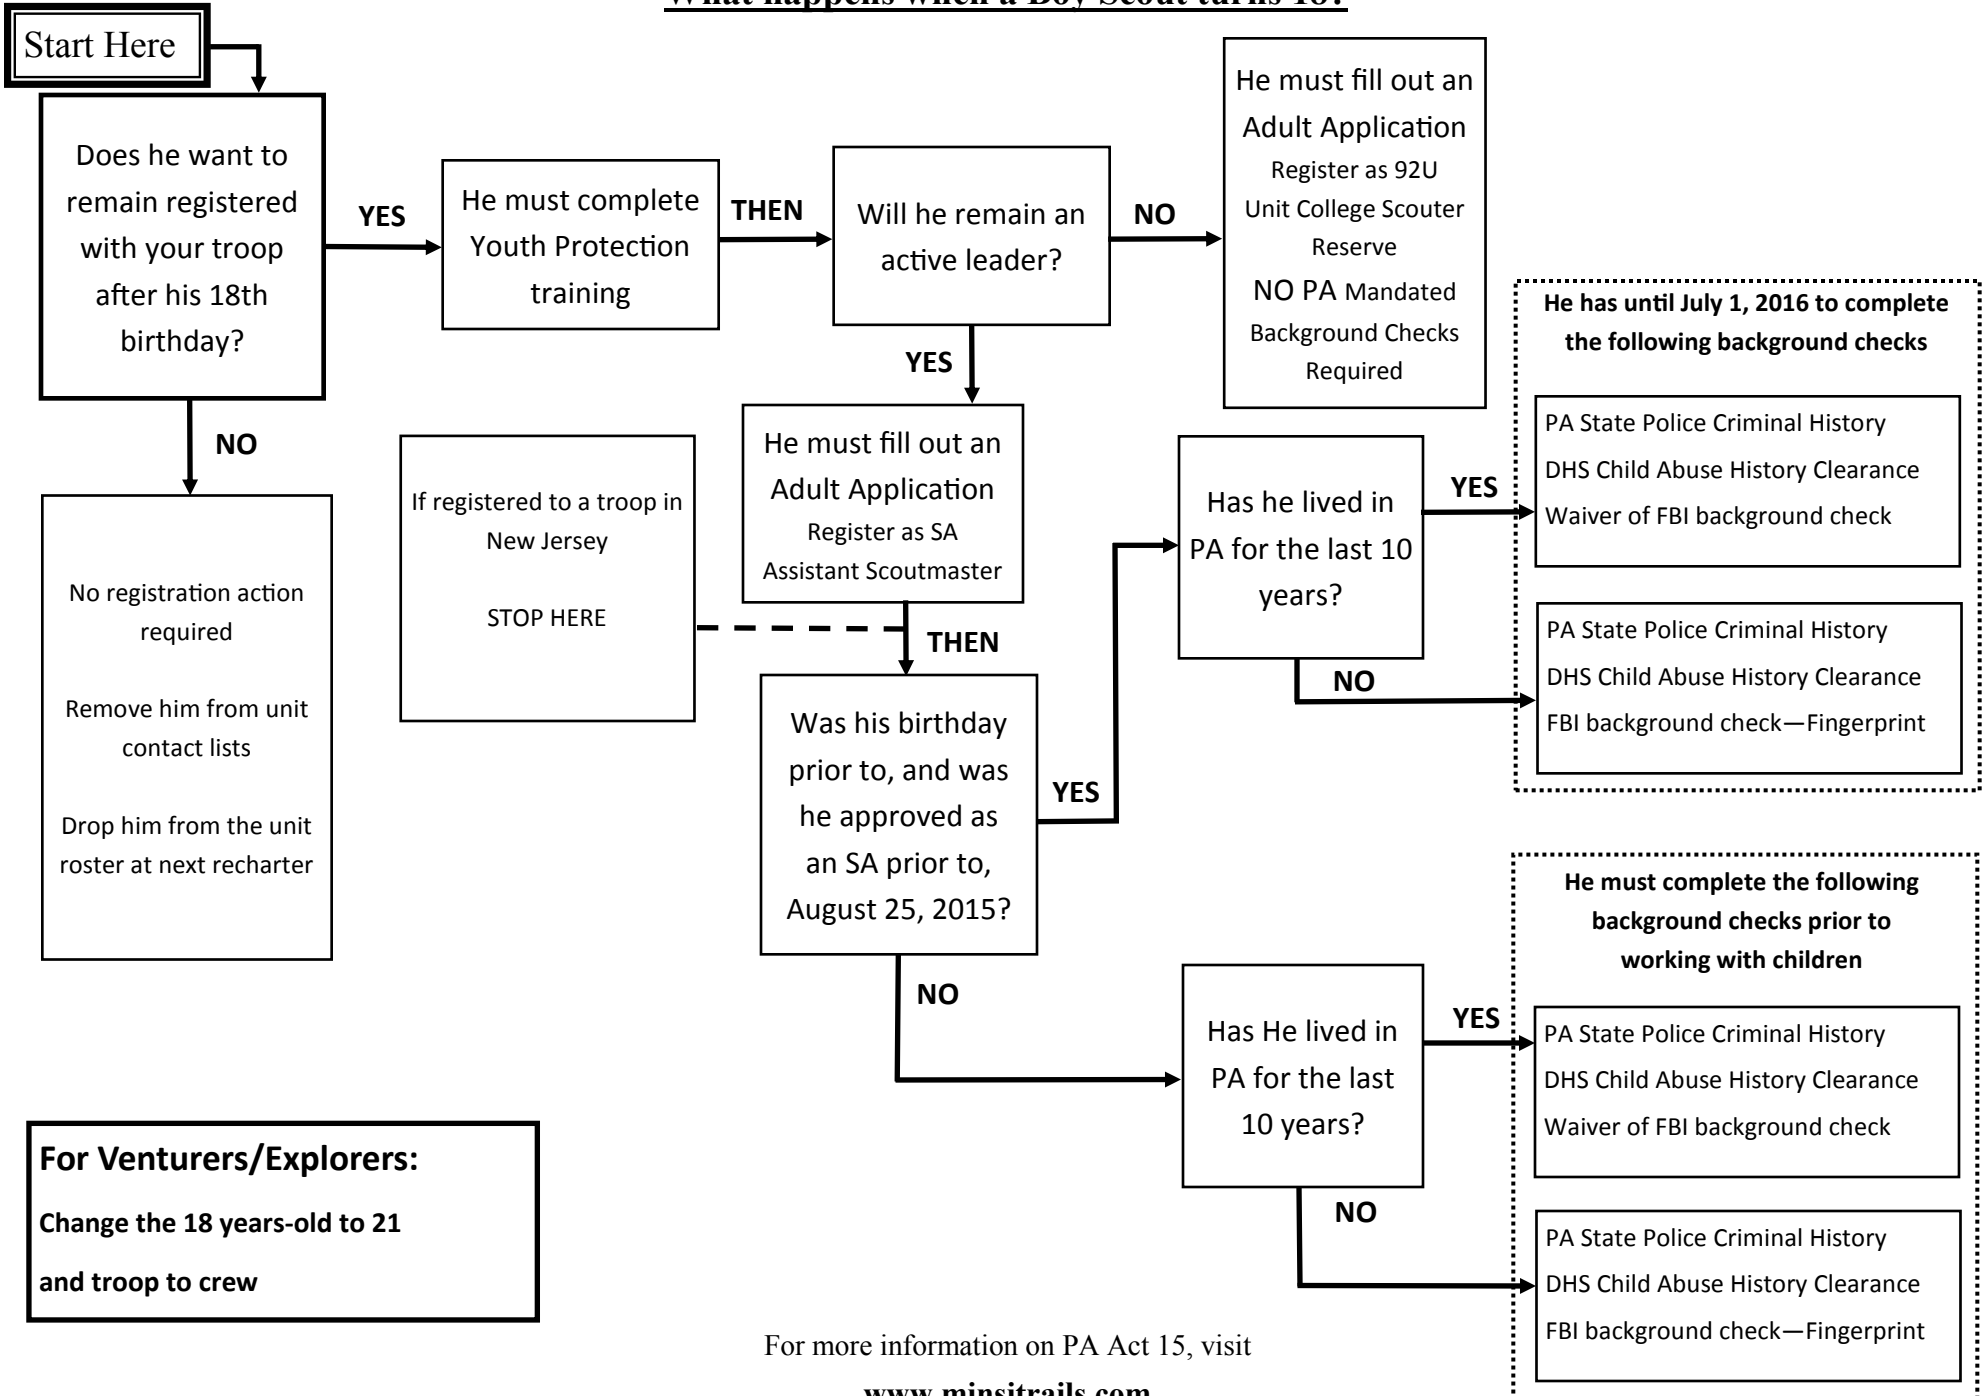 What happens when a Boy Scout turns 18?
Start Here
Does he want to
remain registered
with your troop
after his 18th
birthday?
YES
He must complete
Youth Protection
training
THEN
Will he remain an
active leader?
NO
He must fill out an
Adult Application
Register as 92U
Unit College Scouter
Reserve
NO PA Mandated
Background Checks
Required
NO
No registration action
required
Remove him from unit
contact lists
Drop him from the unit
roster at next recharter
YES
He must fill out an
Adult Application
Register as SA
Assistant Scoutmaster
If registered to a troop in
New Jersey
STOP HERE
THEN
Was his birthday
prior to, and was
he approved as
an SA prior to,
August 25, 2015?
YES
Has he lived in
PA for the last 10
years?
YES
NO
He has until July 1, 2016 to complete
the following background checks
PA State Police Criminal History
DHS Child Abuse History Clearance
Waiver of FBI background check
PA State Police Criminal History
DHS Child Abuse History Clearance
FBI background check—Fingerprint
NO
Has He lived in
PA for the last
10 years?
YES
NO
He must complete the following
background checks prior to
working with children
PA State Police Criminal History
DHS Child Abuse History Clearance
Waiver of FBI background check
PA State Police Criminal History
DHS Child Abuse History Clearance
FBI background check—Fingerprint
For Venturers/Explorers:
Change the 18 years-old to 21
and troop to crew
For more information on PA Act 15, visit
www.minsitrails.com